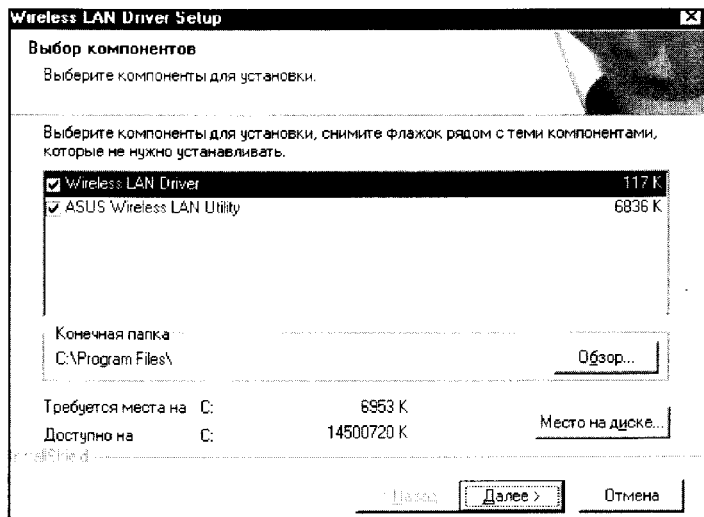 Wireless LAN Driver Setup
Выбор компонентов
Выберите компоненты для установки.
Выберите компоненты для установки, снимите флажок рядом с теми компонентами,
которые не нужно устанавливать.
Wireless LAN Driver 117 K
ASUS Wireless LAN Utility 6836 K
Конечная папка
C:\Program Files\
Обзор...
Требуется места на C: 6953 K
Доступно на C: 14500720 K
Место на диске...
InstallShield
< Назад Далее > Отмена